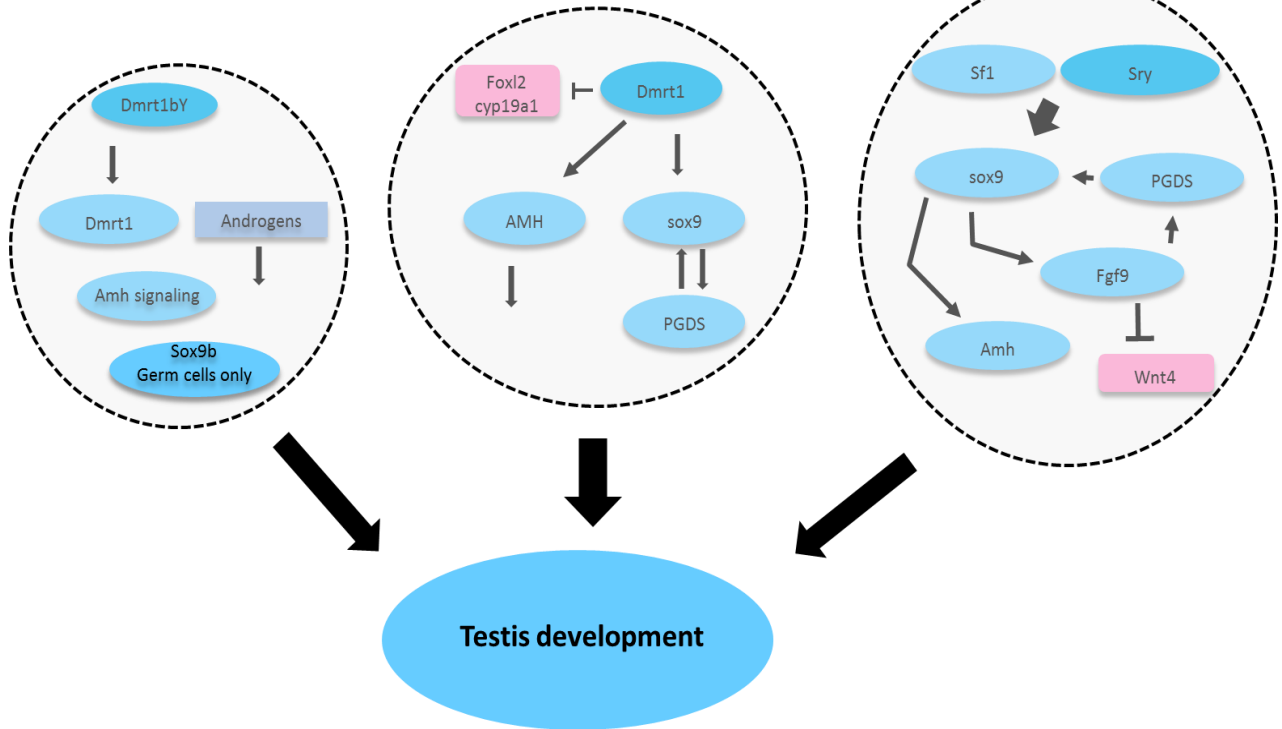 Dmrt1bY
Dmrt1
Androgens
Amh signaling
Sox9b
Germ cells only
Foxl2
cyp19a1
Dmrt1
AMH
sox9
PGDS
Sf1
Sry
sox9
PGDS
Fgf9
Amh
Wnt4
Testis development